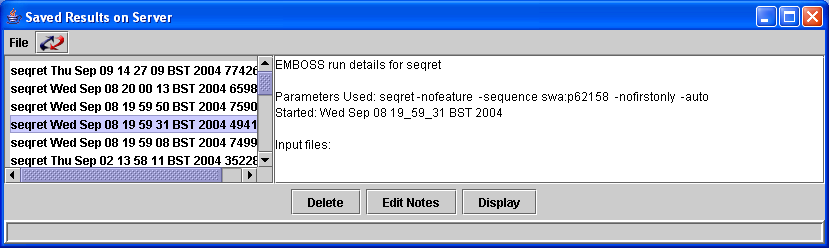 Saved Results on Server
File
seqret Thu Sep 09 14 27 09 BST 2004 77426
seqret Wed Sep 08 20 00 13 BST 2004 6598
seqret Wed Sep 08 19 59 50 BST 2004 7590
seqret Wed Sep 08 19 59 31 BST 2004 4941
seqret Wed Sep 08 19 59 08 BST 2004 7499
seqret Thu Sep 02 13 58 11 BST 2004 35228
EMBOSS run details for seqret
Parameters Used: seqret -nofeature -sequence swa:p62158 -nofirstonly -auto
Started: Wed Sep 08 19_59_31 BST 2004
Input files:
Delete Edit Notes Display